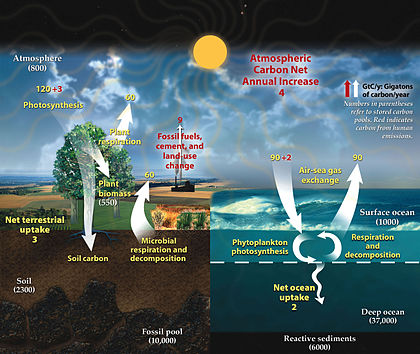 Atmosphere
(800)
120+3
Photosynthesis
60
Plant
respiration
9
Fossil fuels,
cement, and
land-use
change
Atmospheric
Carbon Net
Annual Increase
4
GtC/y: Gigatons
of carbon/year
Numbers in parentheses
refer to stored carbon
pools. Red indicates
carbon from human
emissions.
Plant
biomass
(550)
60
90+2
90
Air-sea gas
exchange
Net terrestrial
uptake
3
Soil carbon
Microbial
respiration and
decomposition
Surface ocean
(1000)
Phytoplankton
photosynthesis
Respiration
and
decomposition
Net ocean
uptake
2
Soil
(2300)
Fossil pool
(10,000)
Deep ocean
(37,000)
Reactive sediments
(6000)